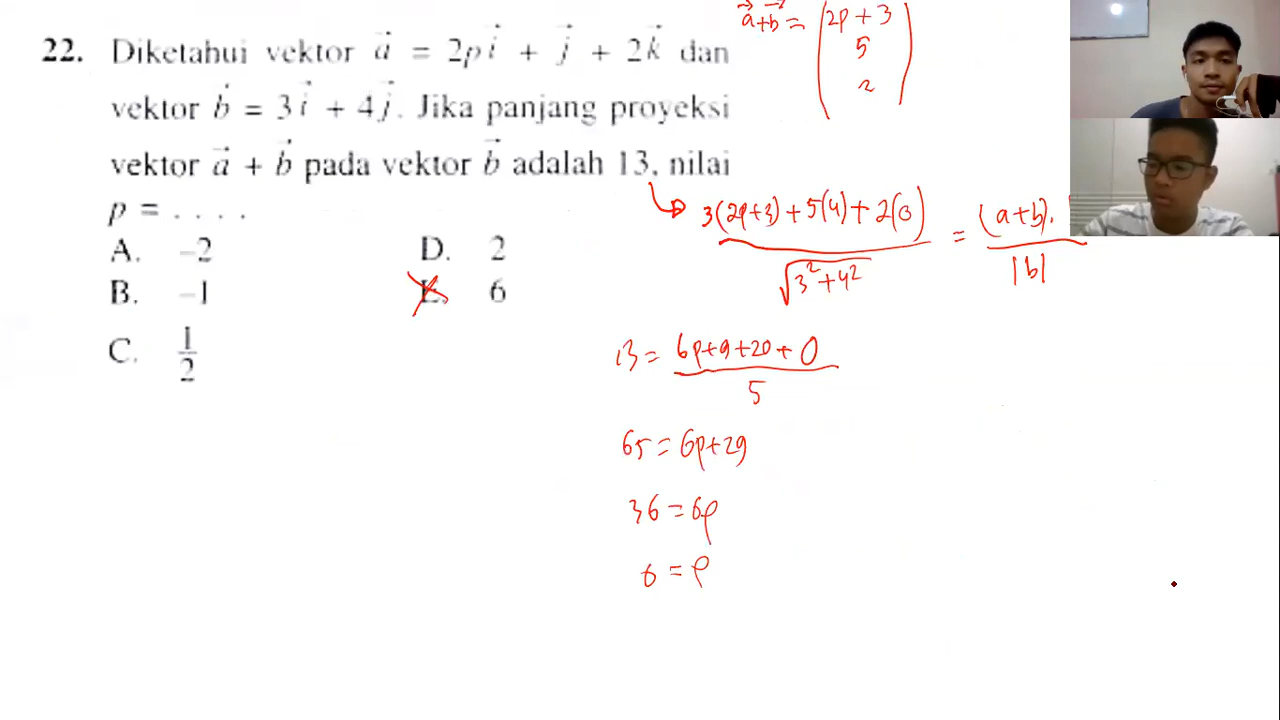 22. Diketahui vektor a⃗ = 2p i⃗ + j⃗ + 2k⃗ dan
vektor b⃗ = 3i⃗ + 4j⃗. Jika panjang proyeksi
vektor a⃗ + b⃗ pada vektor b⃗ adalah 13, nilai
p = . . . .
A. –2
B. –1
C. 1/2
D. 2
E. 6
a⃗+b⃗ = (2p + 3
5
2)
(3(2p+3) + 5(4) + 2(0))/√(3²+4²) = ((a+b).)/|b|
13 = (6p+9+20+0)/5
65 = 6p+29
36 = 6p
6 = p